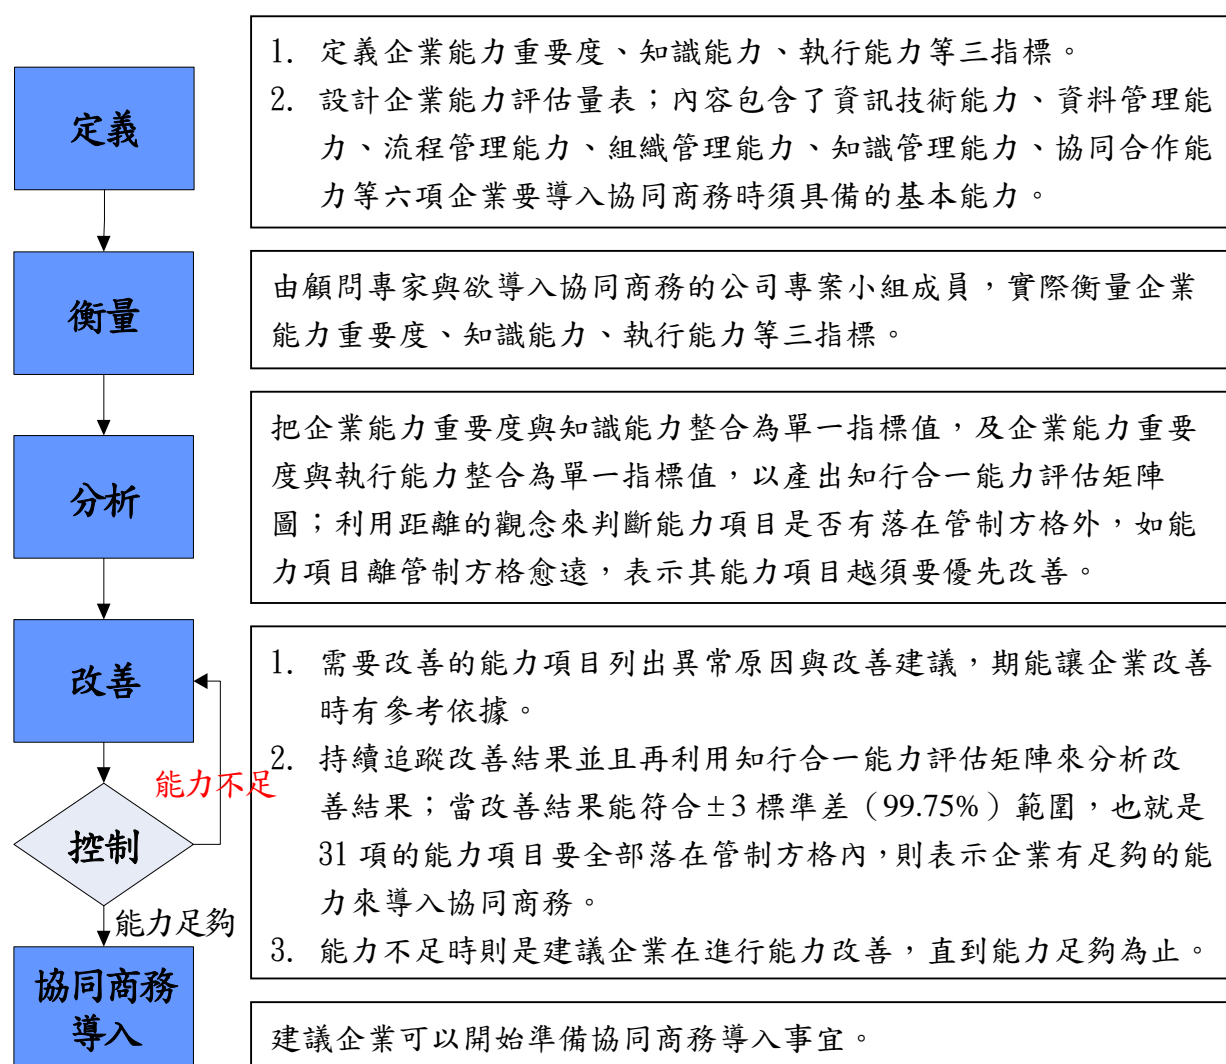 定義
1. 定義企業能力重要度、知識能力、執行能力等三指標。
2. 設計企業能力評估量表；內容包含了資訊技術能力、資料管理能
力、流程管理能力、組織管理能力、知識管理能力、協同合作能
力等六項企業要導入協同商務時須具備的基本能力。
衡量
由顧問專家與欲導入協同商務的公司專案小組成員，實際衡量企業
能力重要度、知識能力、執行能力等三指標。
分析
把企業能力重要度與知識能力整合為單一指標值，及企業能力重要
度與執行能力整合為單一指標值，以產出知行合一能力評估矩陣
圖；利用距離的觀念來判斷能力項目是否有落在管制方格外，如能
力項目離管制方格愈遠，表示其能力項目越須要優先改善。
改善
能力不足
控制
能力足夠
1. 需要改善的能力項目列出異常原因與改善建議，期能讓企業改善
時有參考依據。
2. 持續追蹤改善結果並且再利用知行合一能力評估矩陣來分析改
善結果；當改善結果能符合±3 標準差（99.75%）範圍，也就是
31 項的能力項目要全部落在管制方格內，則表示企業有足夠的能
力來導入協同商務。
3. 能力不足時則是建議企業在進行能力改善，直到能力足夠為止。
協同商務
導入
建議企業可以開始準備協同商務導入事宜。